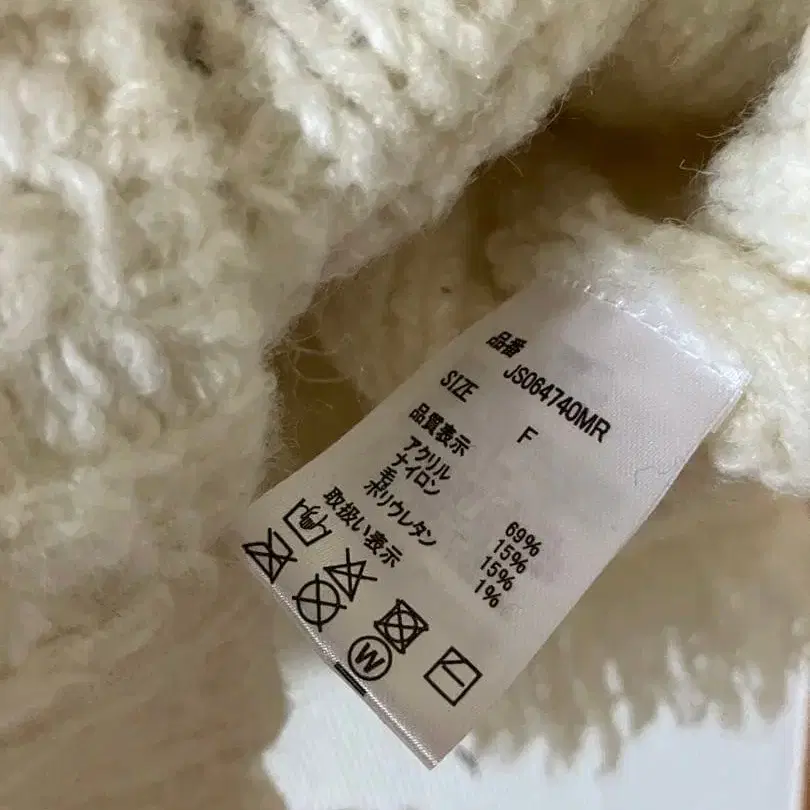 品番
JS064740MR
SIZE F
品質表示
アクリル 69%
ナイロン 15%
毛 15%
ポリウレタン 1%
取扱い表示
W